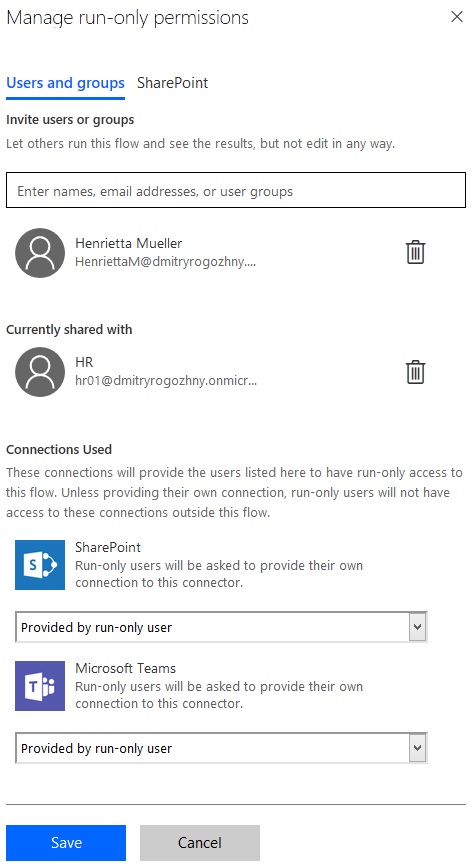 Manage run-only permissions
Users and groups SharePoint
Invite users or groups
Let others run this flow and see the results, but not edit in any way.
Enter names, email addresses, or user groups
Henrietta Mueller
HenriettaM@dmitryrogozhny....
Currently shared with
HR
hr01@dmitryrogozhny.onmicr...
Connections Used
These connections will provide the users listed here to have run-only access to
this flow. Unless providing their own connection, run-only users will not have
access to these connections outside this flow.
S
SharePoint
Run-only users will be asked to provide their own
connection to this connector.
Provided by run-only user
T
Microsoft Teams
Run-only users will be asked to provide their own
connection to this connector.
Provided by run-only user
Save Cancel